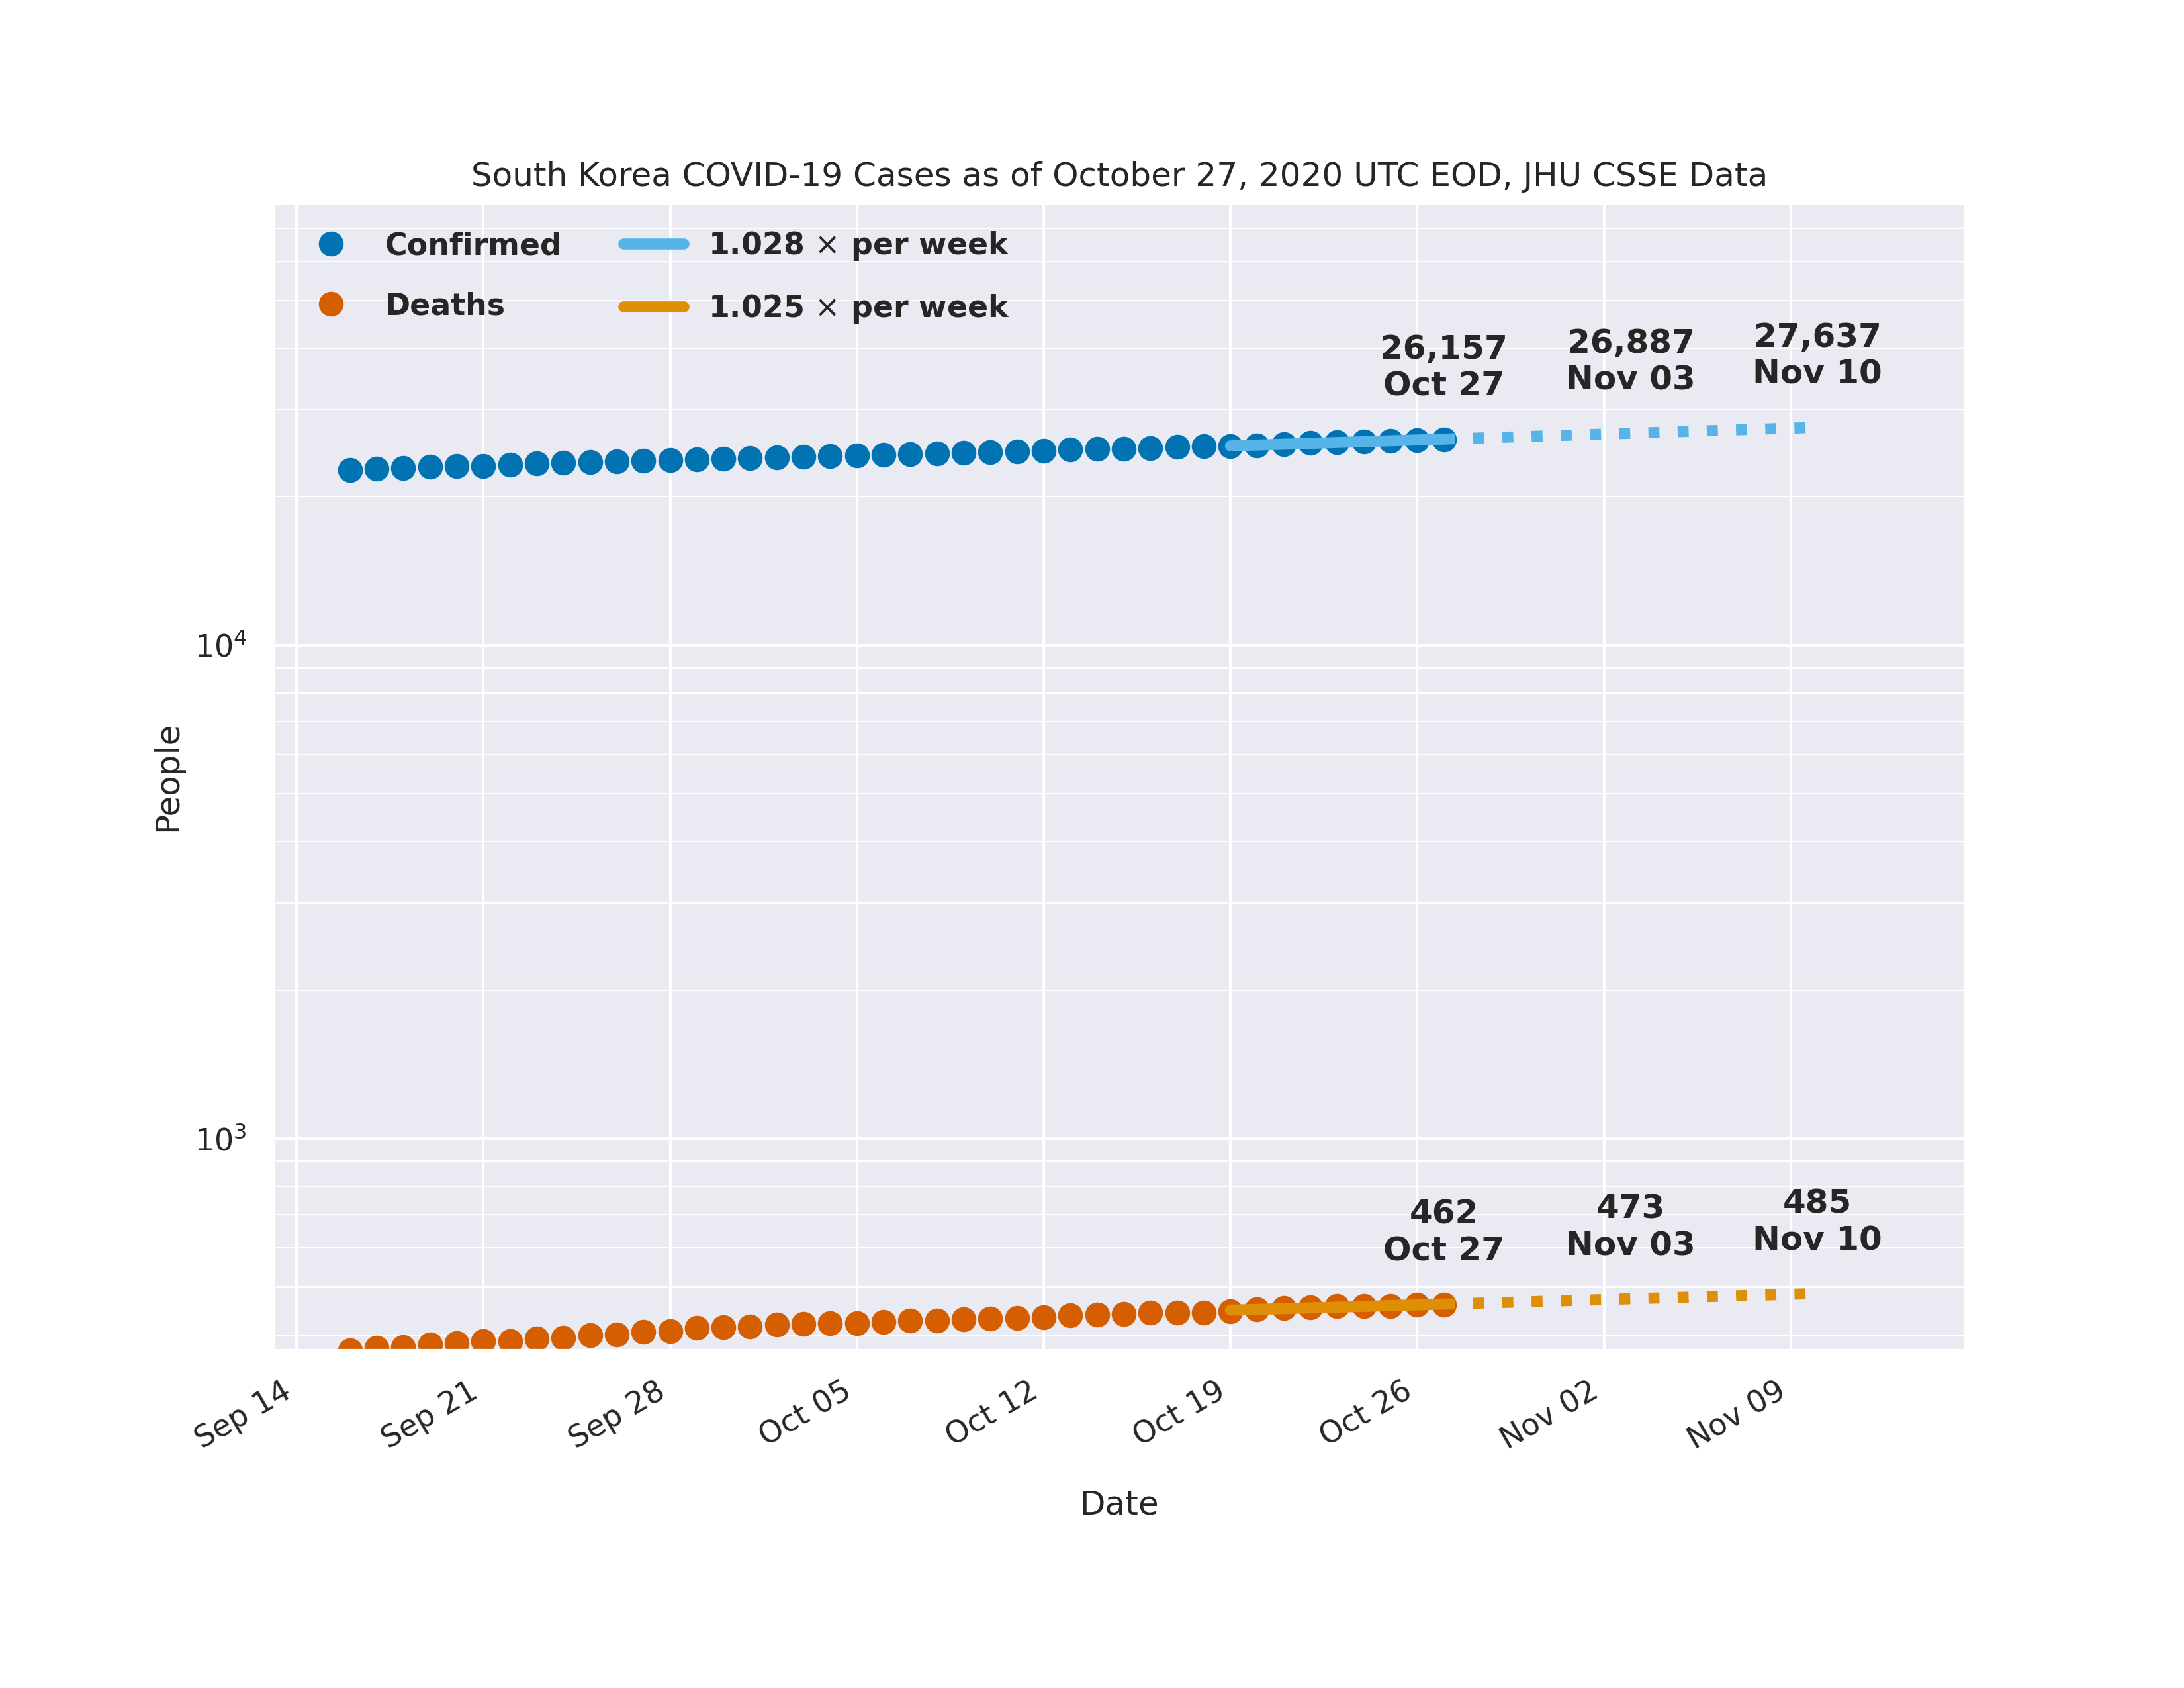 South Korea COVID-19 Cases as of October 27, 2020 UTC EOD, JHU CSSE Data
Confirmed
Deaths
1.028 × per week
1.025 × per week
26,157
Oct 27
26,887
Nov 03
27,637
Nov 10
10⁴
People
10³
462
Oct 27
473
Nov 03
485
Nov 10
Sep 14
Sep 21
Sep 28
Oct 05
Oct 12
Oct 19
Oct 26
Nov 02
Nov 09
Date